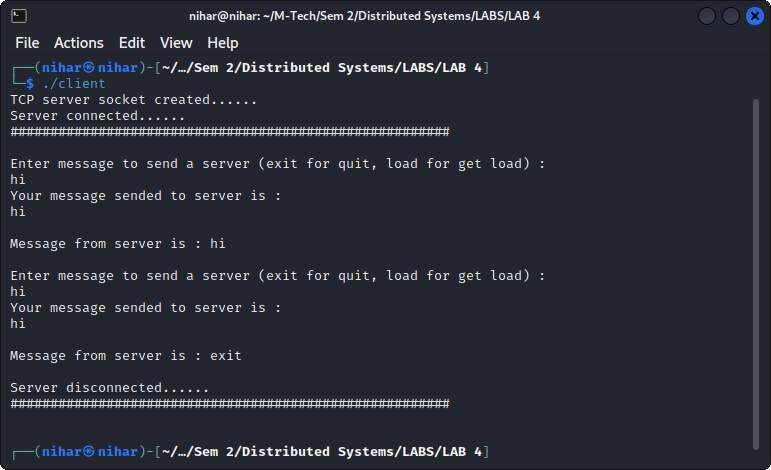 nihar@nihar: ~/M-Tech/Sem 2/Distributed Systems/LABS/LAB 4
File Actions Edit View Help
┌──(nihar㉿nihar)-[~/…/Sem 2/Distributed Systems/LABS/LAB 4]
└─$ ./client
TCP server socket created......
Server connected......
#######################################################
Enter message to send a server (exit for quit, load for get load) :
hi
Your message sended to server is :
hi
Message from server is : hi
Enter message to send a server (exit for quit, load for get load) :
hi
Your message sended to server is :
hi
Message from server is : exit
Server disconnected......
#######################################################
┌──(nihar㉿nihar)-[~/…/Sem 2/Distributed Systems/LABS/LAB 4]